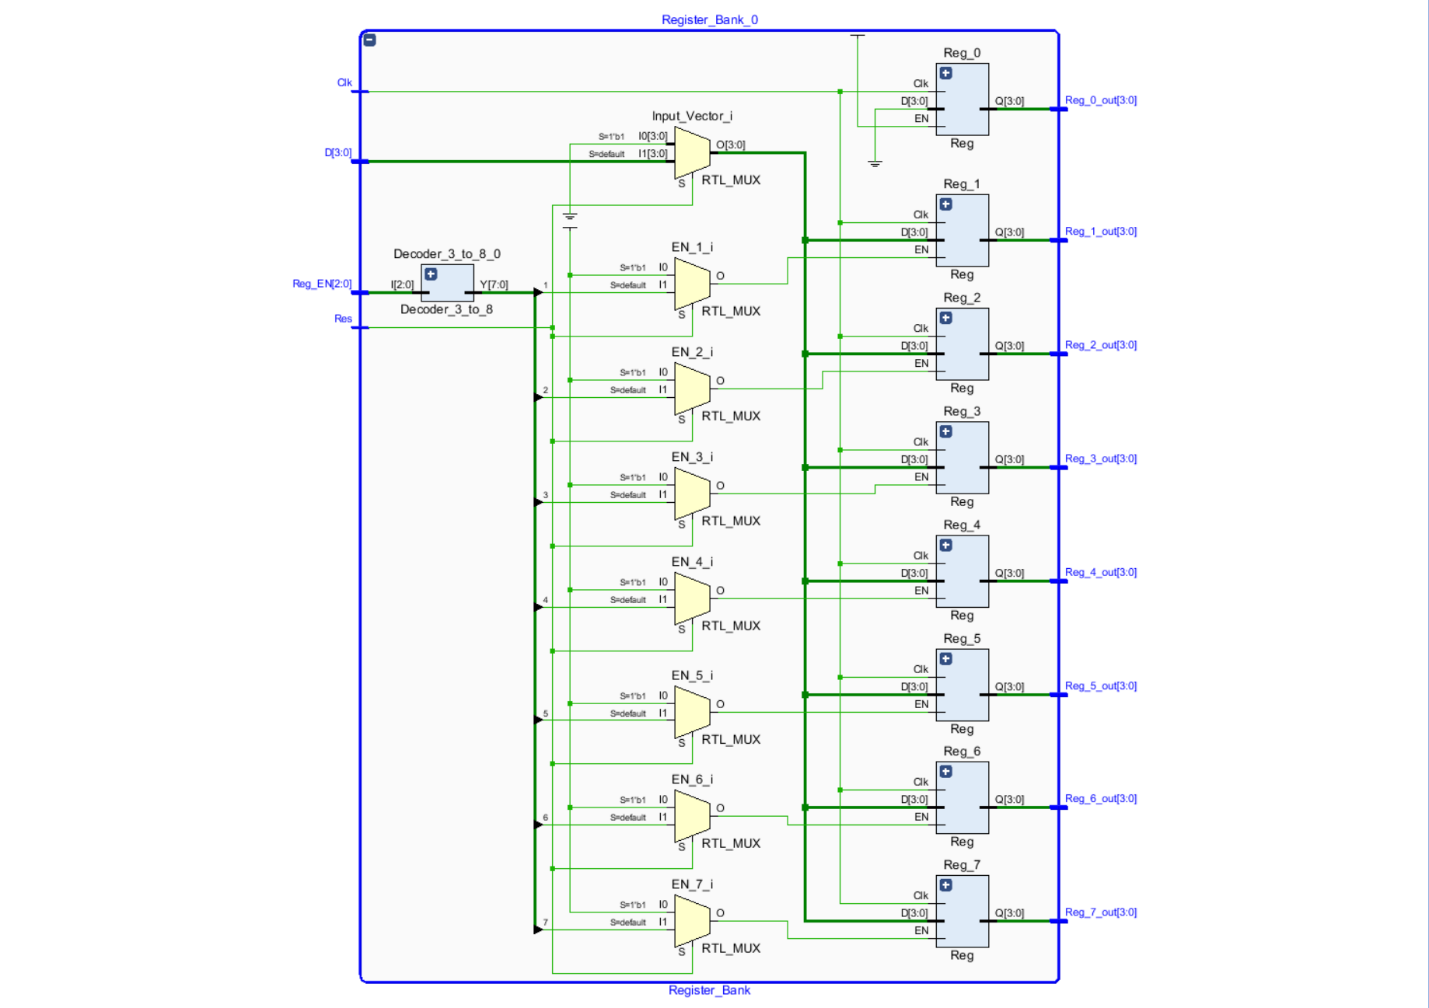 Register_Bank_0
Reg_0
Clk
Clk
D[3:0]
Q[3:0]
Reg_0_out[3:0]
EN
Reg
Input_Vector_i
S=1'b1
I0[3:0]
O[3:0]
D[3:0]
S=default
I1[3:0]
S
RTL_MUX
Reg_1
Clk
D[3:0]
Q[3:0]
Reg_1_out[3:0]
EN
Reg
Decoder_3_to_8_0
EN_1_i
S=1'b1
I0
O
Reg_EN[2:0]
I[2:0]
Y[7:0]
1
S=default
I1
Decoder_3_to_8
S
RTL_MUX
Res
Reg_2
Clk
D[3:0]
Q[3:0]
Reg_2_out[3:0]
EN
Reg
EN_2_i
S=1'b1
I0
O
2
S=default
I1
S
RTL_MUX
Reg_3
Clk
D[3:0]
Q[3:0]
Reg_3_out[3:0]
EN
Reg
EN_3_i
S=1'b1
I0
O
3
S=default
I1
S
RTL_MUX
Reg_4
Clk
D[3:0]
Q[3:0]
Reg_4_out[3:0]
EN
Reg
EN_4_i
S=1'b1
I0
O
4
S=default
I1
S
RTL_MUX
Reg_5
Clk
D[3:0]
Q[3:0]
Reg_5_out[3:0]
EN
Reg
EN_5_i
S=1'b1
I0
O
5
S=default
I1
S
RTL_MUX
Reg_6
Clk
D[3:0]
Q[3:0]
Reg_6_out[3:0]
EN
Reg
EN_6_i
S=1'b1
I0
O
6
S=default
I1
S
RTL_MUX
Reg_7
Clk
D[3:0]
Q[3:0]
Reg_7_out[3:0]
EN
Reg
EN_7_i
S=1'b1
I0
O
7
S=default
I1
S
RTL_MUX
Register_Bank